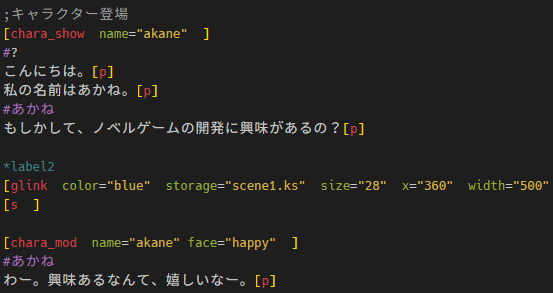 ;キャラクター登場
[chara_show  name="akane"  ]
#?
こんにちは。[p]
私の名前はあかね。[p]
#あかね
もしかして、ノベルゲームの開発に興味があるの？[p]
*label2
[glink  color="blue"  storage="scene1.ks"  size="28"  x="360"  width="500"
[s  ]
[chara_mod  name="akane" face="happy"  ]
#あかね
わー。興味あるなんて、嬉しいなー。[p]